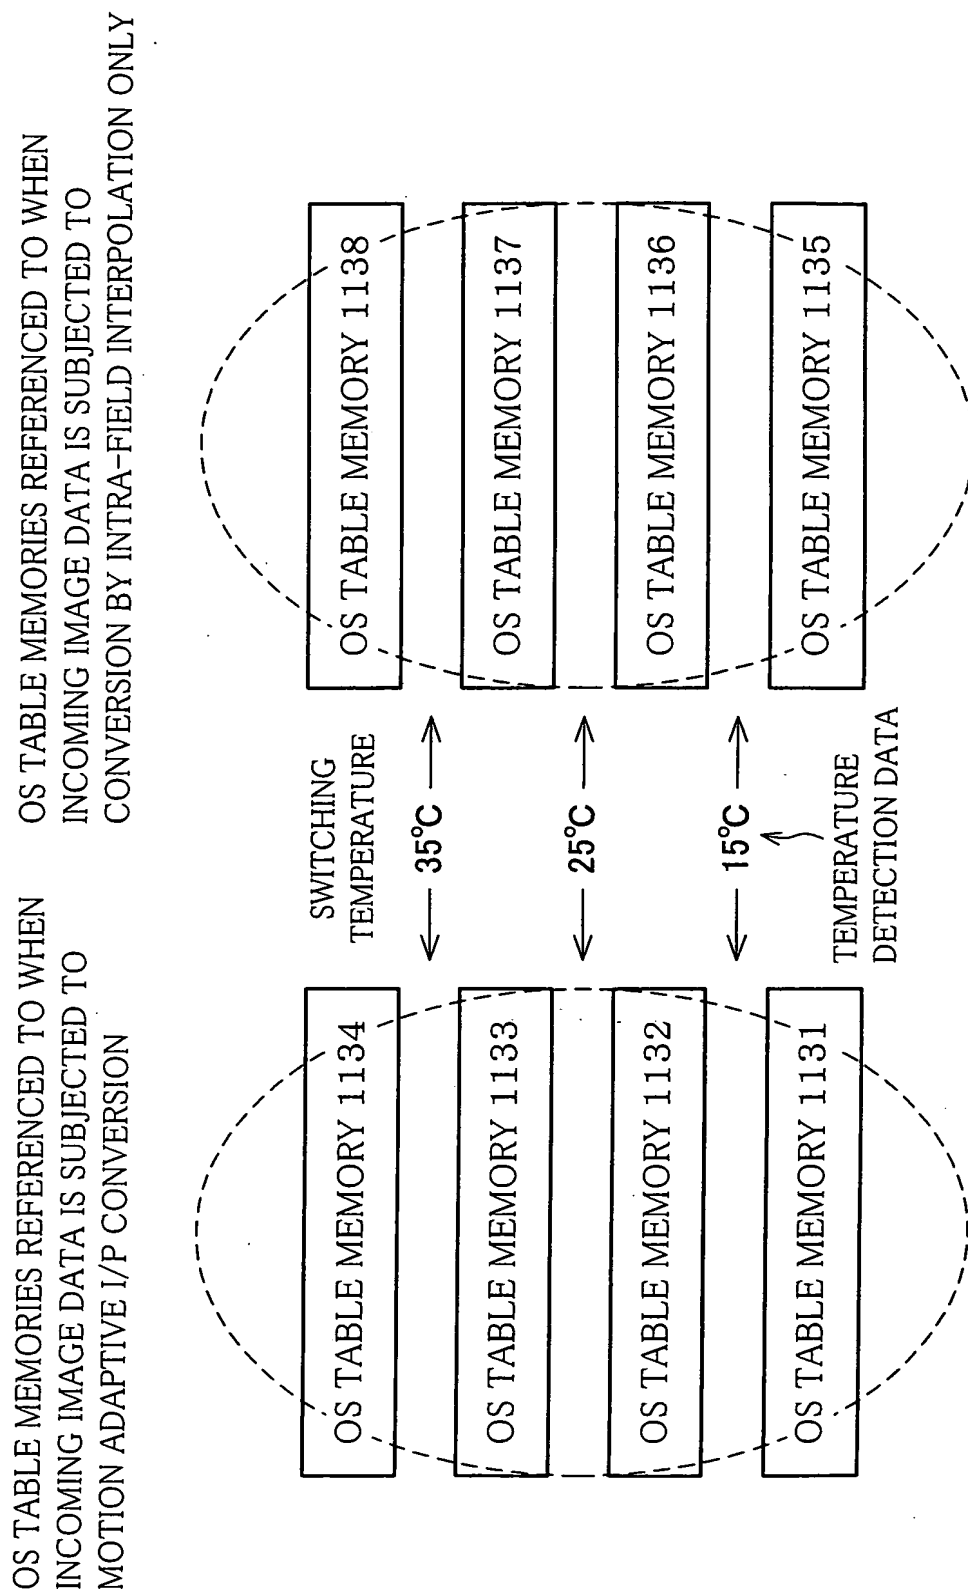 OS TABLE MEMORIES REFERENCED TO WHEN
INCOMING IMAGE DATA IS SUBJECTED TO
MOTION ADAPTIVE I/P CONVERSION
OS TABLE MEMORIES REFERENCED TO WHEN
INCOMING IMAGE DATA IS SUBJECTED TO
CONVERSION BY INTRA-FIELD INTERPOLATION ONLY
OS TABLE MEMORY 1134
OS TABLE MEMORY 1133
OS TABLE MEMORY 1132
OS TABLE MEMORY 1131
SWITCHING
TEMPERATURE
35°C
25°C
15°C
TEMPERATURE
DETECTION DATA
OS TABLE MEMORY 1138
OS TABLE MEMORY 1137
OS TABLE MEMORY 1136
OS TABLE MEMORY 1135